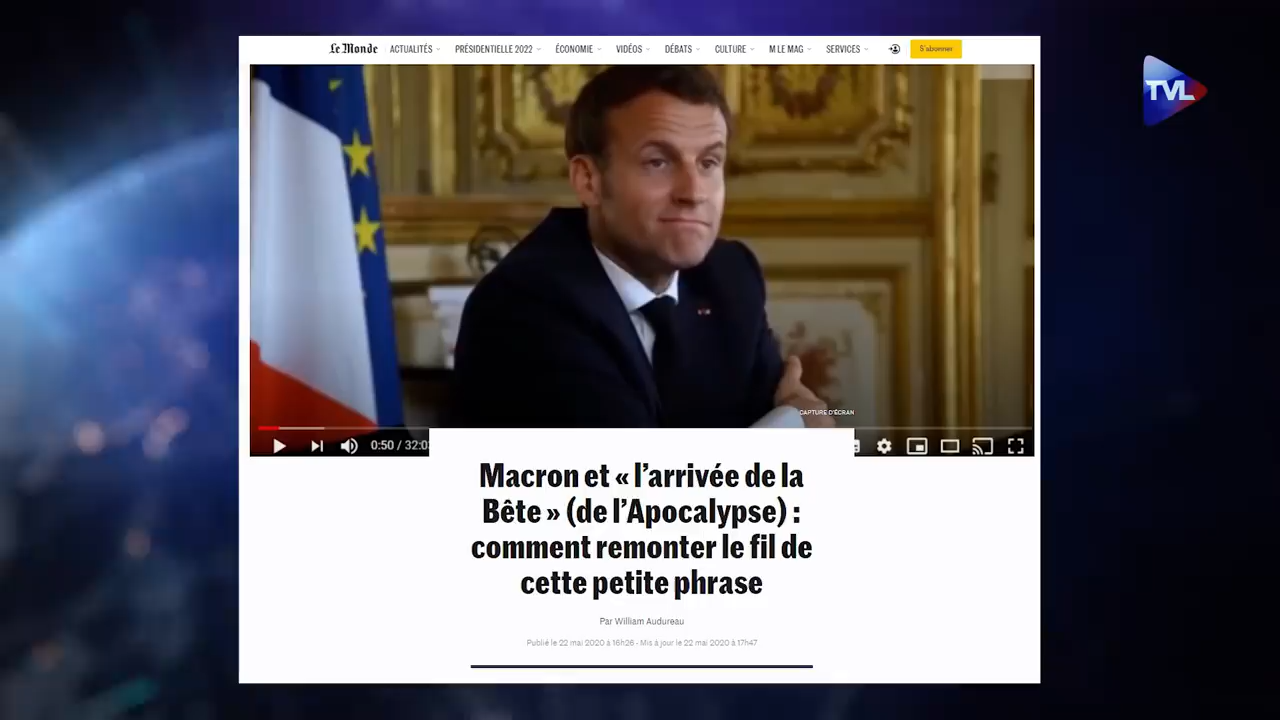 Le Monde ACTUALITÉS PRÉSIDENTIELLE 2022 ÉCONOMIE VIDÉOS DÉBATS CULTURE M LE MAG SERVICES S'abonner
TVL
CAPTURE D'ÉCRAN
0:50 / 32:0
Macron et « l'arrivée de la
Bête » (de l'Apocalypse) :
comment remonter le fil de
cette petite phrase
Par William Audureau
Publié le 22 mai 2020 à 16h26 - Mis à jour le 22 mai 2020 à 17h47